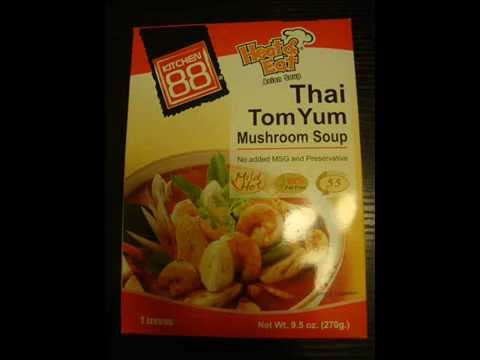 KITCHEN
88
Heat & Eat
Asian Soup
Thai
Tom Yum
Mushroom Soup
No added MSG and Preservative
Mild
Hot
55
Net Wt. 9.5 oz. (270g.)